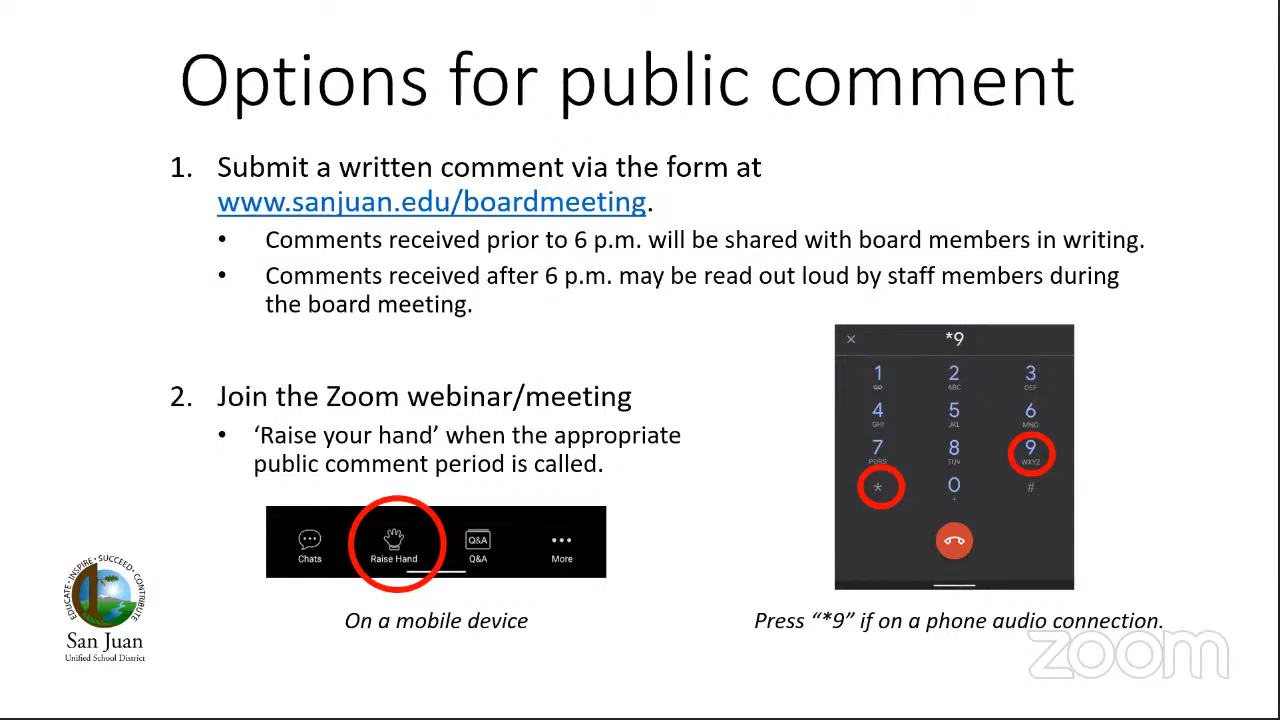 Options for public comment
1. Submit a written comment via the form at
www.sanjuan.edu/boardmeeting.
• Comments received prior to 6 p.m. will be shared with board members in writing.
• Comments received after 6 p.m. may be read out loud by staff members during
the board meeting.
2. Join the Zoom webinar/meeting
• ‘Raise your hand’ when the appropriate
public comment period is called.
Chats
Raise Hand
Q&A
Q&A
More
On a mobile device
*9
1 2 3
ABC DEF
4 5 6
GHI JKL MNO
7 8 9
PQRS TUV WXYZ
* 0 #
+
Press “*9” if on a phone audio connection.
EDUCATE•INSPIRE•SUCCEED•CONTRIBUTE
San Juan
Unified School District
zoom